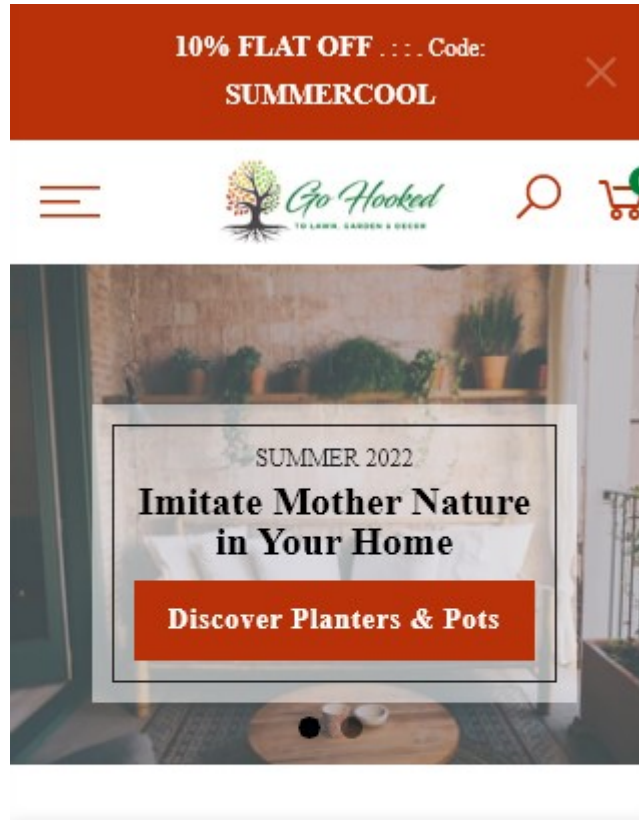 10% FLAT OFF . : : . Code:
SUMMERCOOL
Go Hooked
TO LAWN, GARDEN & DECOR
SUMMER 2022
Imitate Mother Nature
in Your Home
Discover Planters & Pots